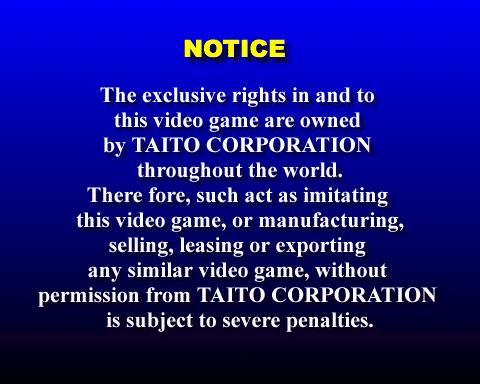 NOTICE
The exclusive rights in and to
this video game are owned
by TAITO CORPORATION
throughout the world.
There fore, such act as imitating
this video game, or manufacturing,
selling, leasing or exporting
any similar video game, without
permission from TAITO CORPORATION
is subject to severe penalties.